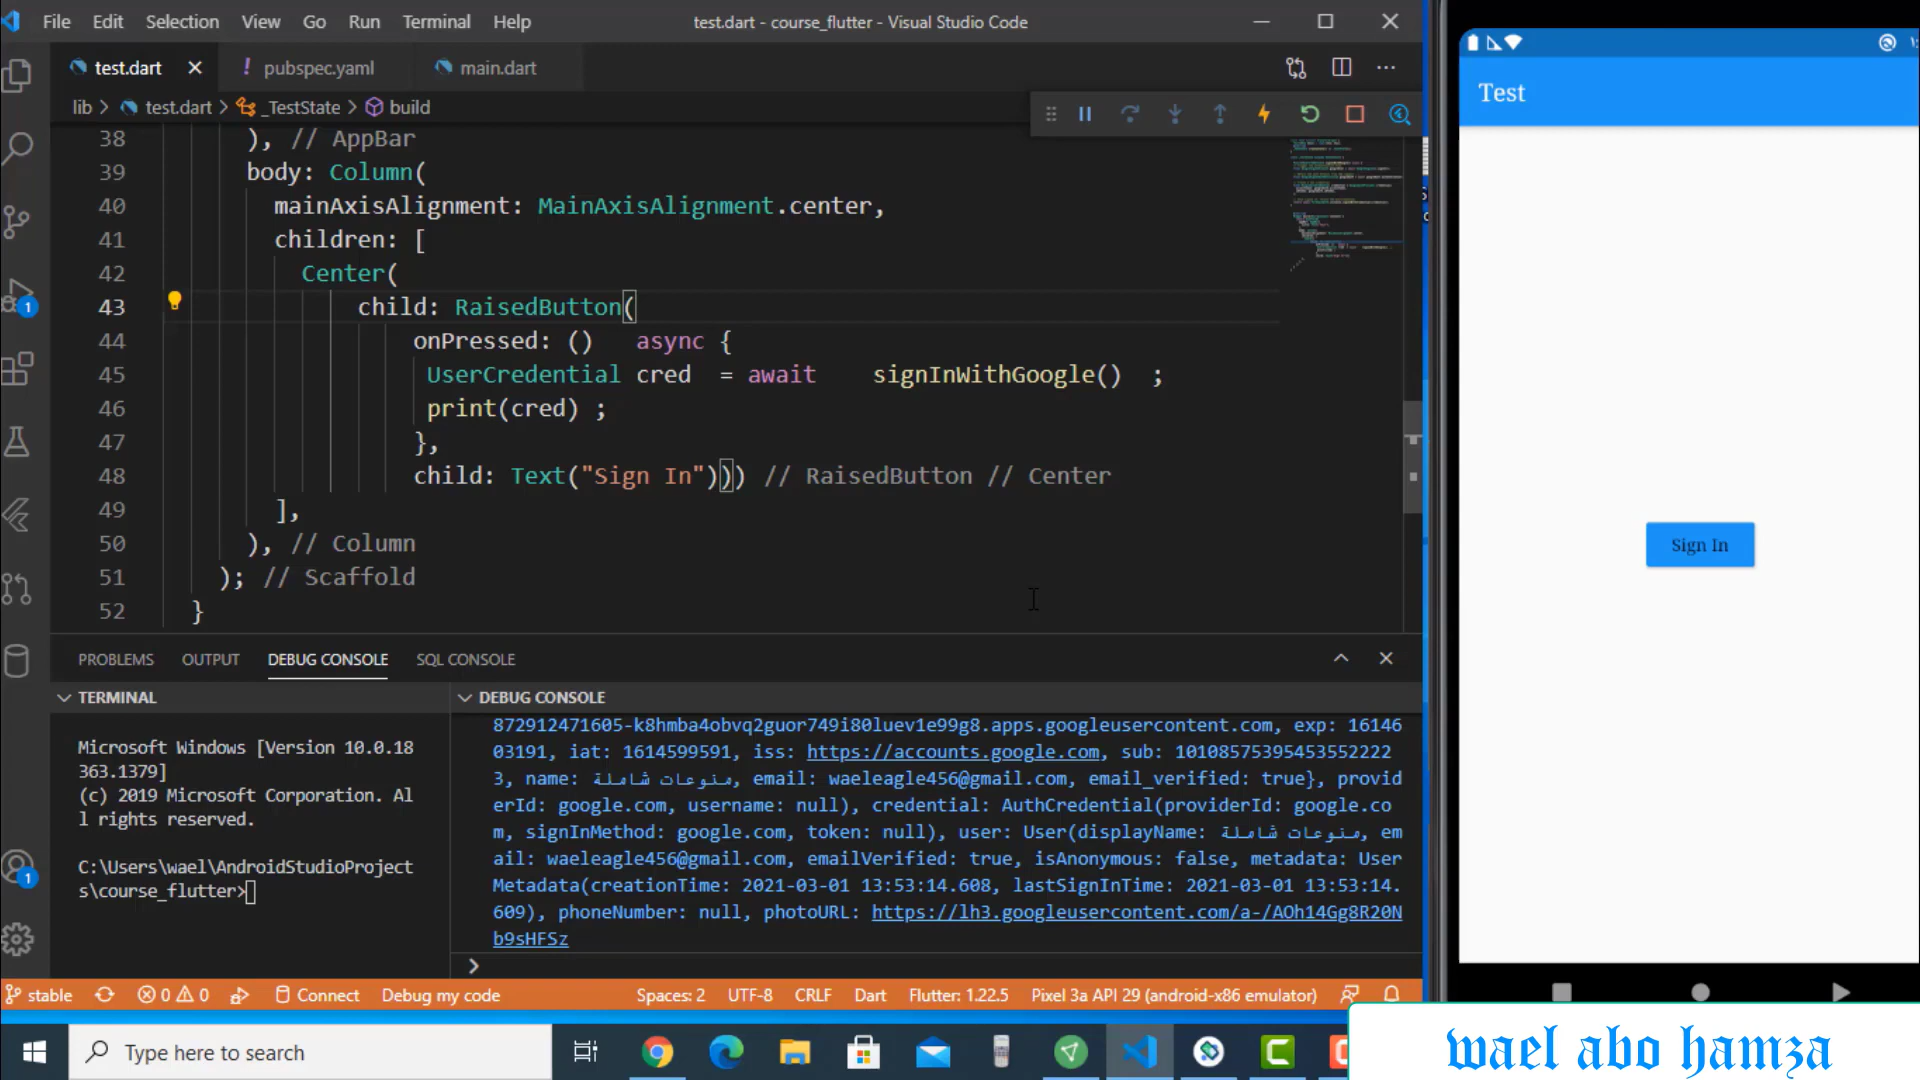 File Edit Selection View Go Run Terminal Help
test.dart - course_flutter - Visual Studio Code
test.dart
pubspec.yaml
main.dart
lib > test.dart > _TestState > build
38 ), // AppBar
39 body: Column(
40 mainAxisAlignment: MainAxisAlignment.center,
41 children: [
42 Center(
43 child: RaisedButton(
44 onPressed: () async {
45 UserCredential cred = await signInWithGoogle() ;
46 print(cred) ;
47 },
48 child: Text("Sign In"))) // RaisedButton // Center
49 ],
50 ), // Column
51 ); // Scaffold
52 }
PROBLEMS OUTPUT DEBUG CONSOLE SQL CONSOLE
TERMINAL
Microsoft Windows [Version 10.0.18
363.1379]
(c) 2019 Microsoft Corporation. Al
l rights reserved.
C:\Users\wael\AndroidStudioProject
s\course_flutter>
DEBUG CONSOLE
872912471605-k8hmba4obvq2guor749i80luev1e99g8.apps.googleusercontent.com, exp: 16146
03191, iat: 1614599591, iss: https://accounts.google.com, sub: 10108575395453552222
3, name: منوعات شاملة, email: waeleagle456@gmail.com, email_verified: true}, provid
erId: google.com, username: null), credential: AuthCredential(providerId: google.co
m, signInMethod: google.com, token: null), user: User(displayName: منوعات شاملة, em
ail: waeleagle456@gmail.com, emailVerified: true, isAnonymous: false, metadata: User
Metadata(creationTime: 2021-03-01 13:53:14.608, lastSignInTime: 2021-03-01 13:53:14.
609), phoneNumber: null, photoURL: https://lh3.googleusercontent.com/a-/AOh14Gg8R20N
b9sHFSz
Test
Sign In
1
1
stable 0 0 Connect Debug my code Spaces: 2 UTF-8 CRLF Dart Flutter: 1.22.5 Pixel 3a API 29 (android-x86 emulator)
Type here to search
wael abo hamza